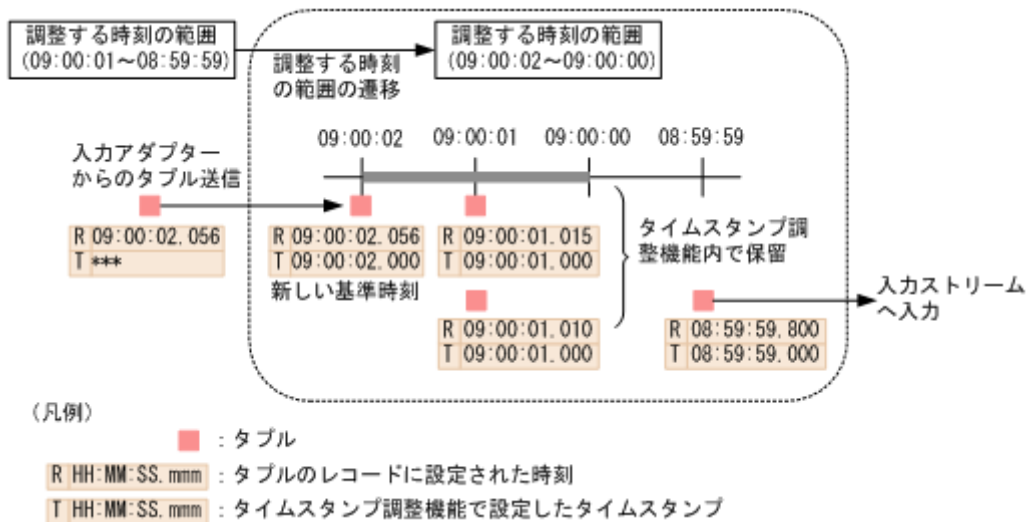 調整する時刻の範囲
(09:00:01～08:59:59)
調整する時刻
の範囲の遷移
調整する時刻の範囲
(09:00:02～09:00:00)
09:00:02
09:00:01
09:00:00
08:59:59
入力アダプター
からのタプル送信
R 09:00:02.056
T ***
R 09:00:02.056
T 09:00:02.000
新しい基準時刻
R 09:00:01.015
T 09:00:01.000
R 09:00:01.010
T 09:00:01.000
タイムスタンプ調
整機能内で保留
R 08:59:59.800
T 08:59:59.000
入力ストリーム
へ入力
(凡例)
：タプル
R HH:MM:SS.mmm ：タプルのレコードに設定された時刻
T HH:MM:SS.mmm ：タイムスタンプ調整機能で設定したタイムスタンプ